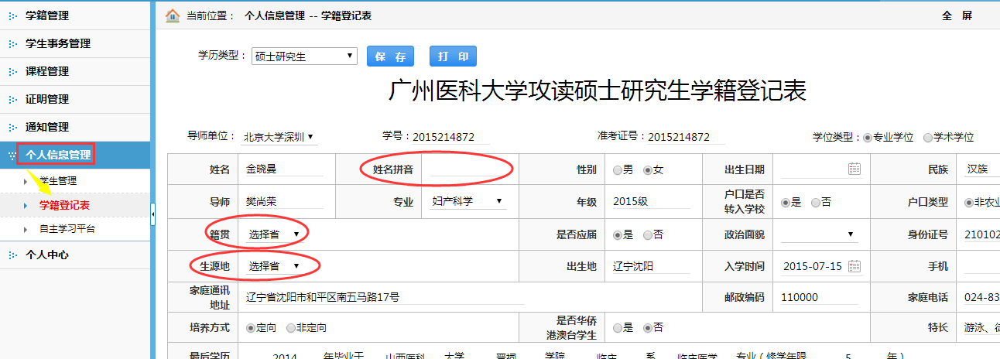 学籍管理
学生事务管理
课程管理
证明管理
通知管理
个人信息管理
学生管理
学籍登记表
自主学习平台
个人中心
当前位置： 个人信息管理 -- 学籍登记表 全 屏
学历类型： 硕士研究生 保 存 打 印
广州医科大学攻读硕士研究生学籍登记表
导师单位： 北京大学深圳 学号： 2015214872 准考证号： 2015214872 学位类型： 专业学位 学术学位
姓名 金晓曼 姓名拼音 性别 男 女 出生日期 民族 汉族
导师 樊尚荣 专业 妇产科学 年级 2015级 户口是否转入学校 是 否 户口类型 非农业
籍贯 选择省 是否应届 是 否 政治面貌 身份证号 210102
生源地 选择省 出生地 辽宁沈阳 入学时间 2015-07-15 手机
家庭通讯地址 辽宁省沈阳市和平区南五马路17号 邮政编码 110000 家庭电话 024-83
培养方式 定向 非定向 是否华侨港澳台学生 是 否 特长 游泳、
最后学历 2014 年毕业于 山西医科 大学 晋祠 学院 临床 系 临床医学 专业（修学年限 5 年）